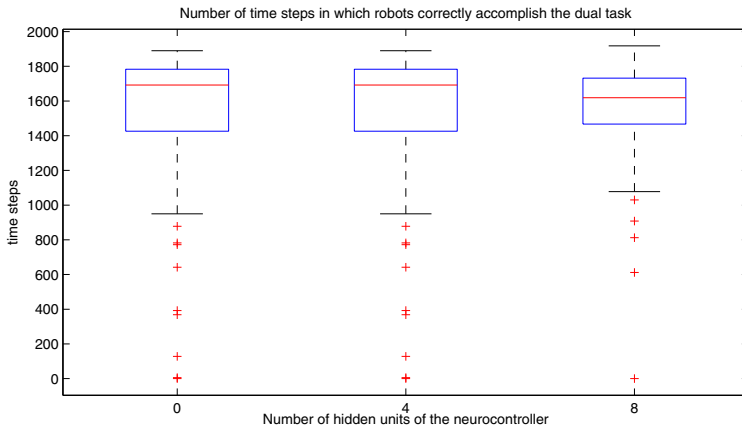 Number of time steps in which robots correctly accomplish the dual task
2000
1800
1600
1400
1200
1000
800
600
400
200
0
time steps
0 4 8
Number of hidden units of the neurocontroller